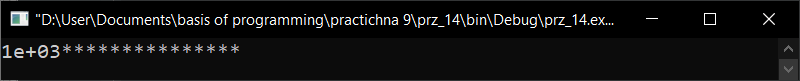 "D:\User\Documents\basis of programming\practichna 9\prz_14\bin\Debug\prz_14.ex...
1e+03***************